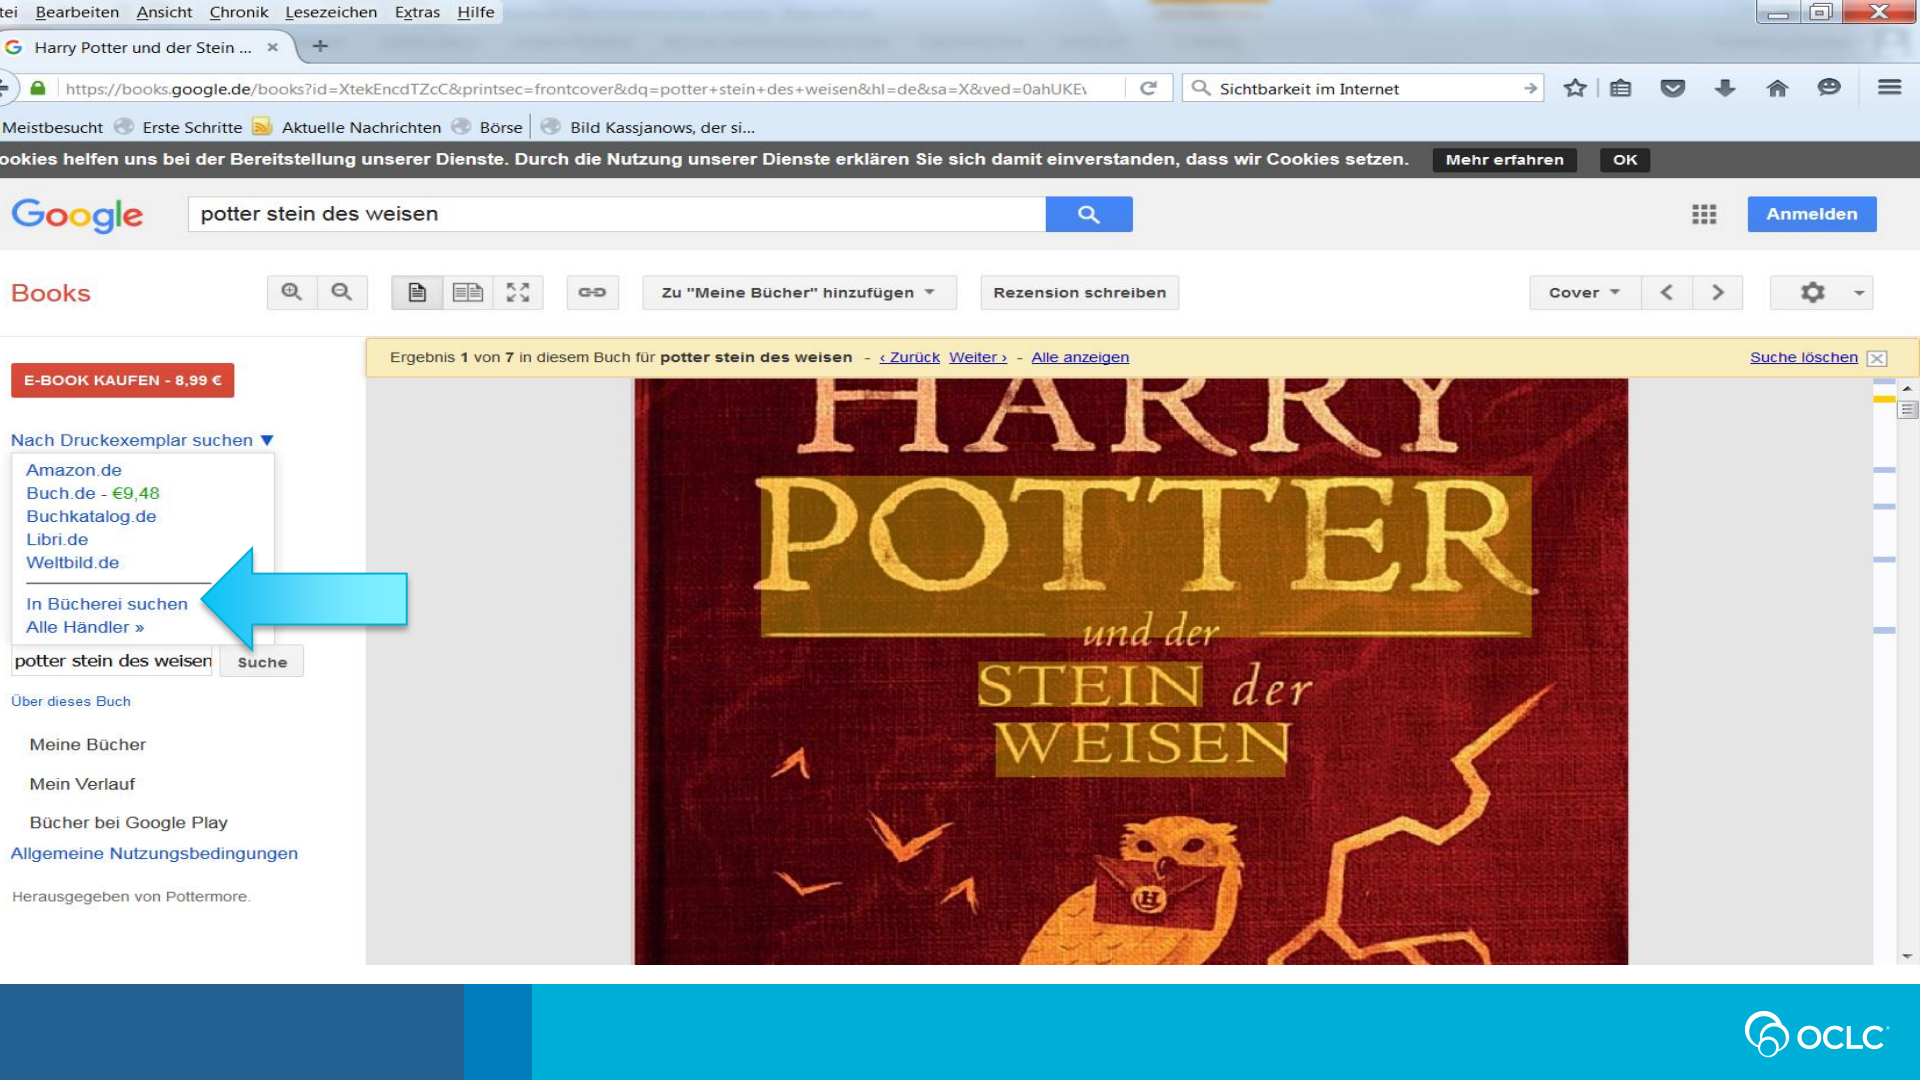 tei Bearbeiten Ansicht Chronik Lesezeichen Extras Hilfe
Harry Potter und der Stein ...
https://books.google.de/books?id=XtekEncdTZcC&printsec=frontcover&dq=potter+stein+des+weisen&hl=de&sa=X&ved=0ahUKEv
Sichtbarkeit im Internet
Meistbesucht Erste Schritte Aktuelle Nachrichten Börse Bild Kassjanows, der si...
ookies helfen uns bei der Bereitstellung unserer Dienste. Durch die Nutzung unserer Dienste erklären Sie sich damit einverstanden, dass wir Cookies setzen. Mehr erfahren OK
Google potter stein des weisen Anmelden
Books Zu "Meine Bücher" hinzufügen Rezension schreiben Cover
Ergebnis 1 von 7 in diesem Buch für potter stein des weisen - ‹ Zurück Weiter › - Alle anzeigen Suche löschen
E-BOOK KAUFEN - 8,99 €
Nach Druckexemplar suchen ▼
Amazon.de
Buch.de - €9,48
Buchkatalog.de
Libri.de
Weltbild.de
In Bücherei suchen
Alle Händler »
potter stein des weisen Suche
Über dieses Buch
Meine Bücher
Mein Verlauf
Bücher bei Google Play
Allgemeine Nutzungsbedingungen
Herausgegeben von Pottermore.
HARRY
POTTER
und der
STEIN der
WEISEN
H
OCLC